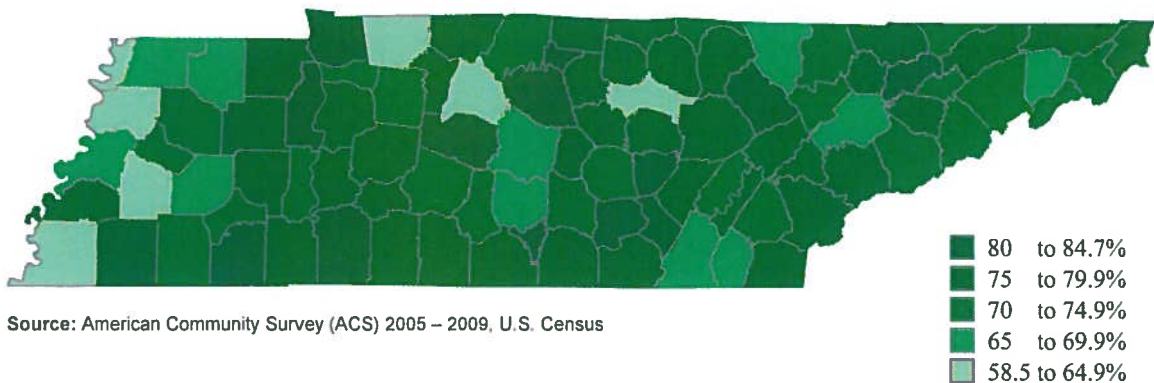 80 to 84.7%
75 to 79.9%
70 to 74.9%
65 to 69.9%
58.5 to 64.9%
Source: American Community Survey (ACS) 2005 – 2009, U.S. Census